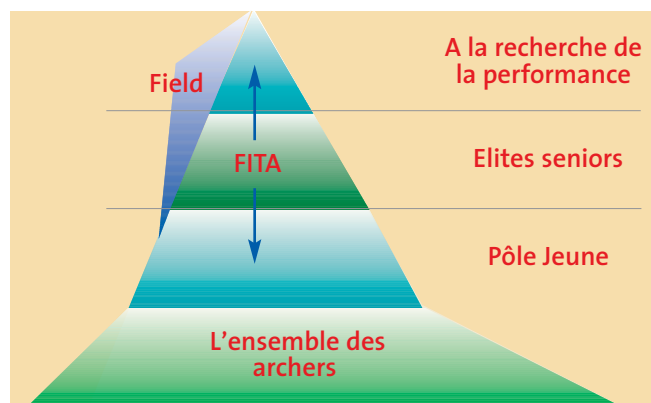 A la recherche de
la performance
Field
FITA
Elites seniors
Pôle Jeune
L'ensemble des
archers